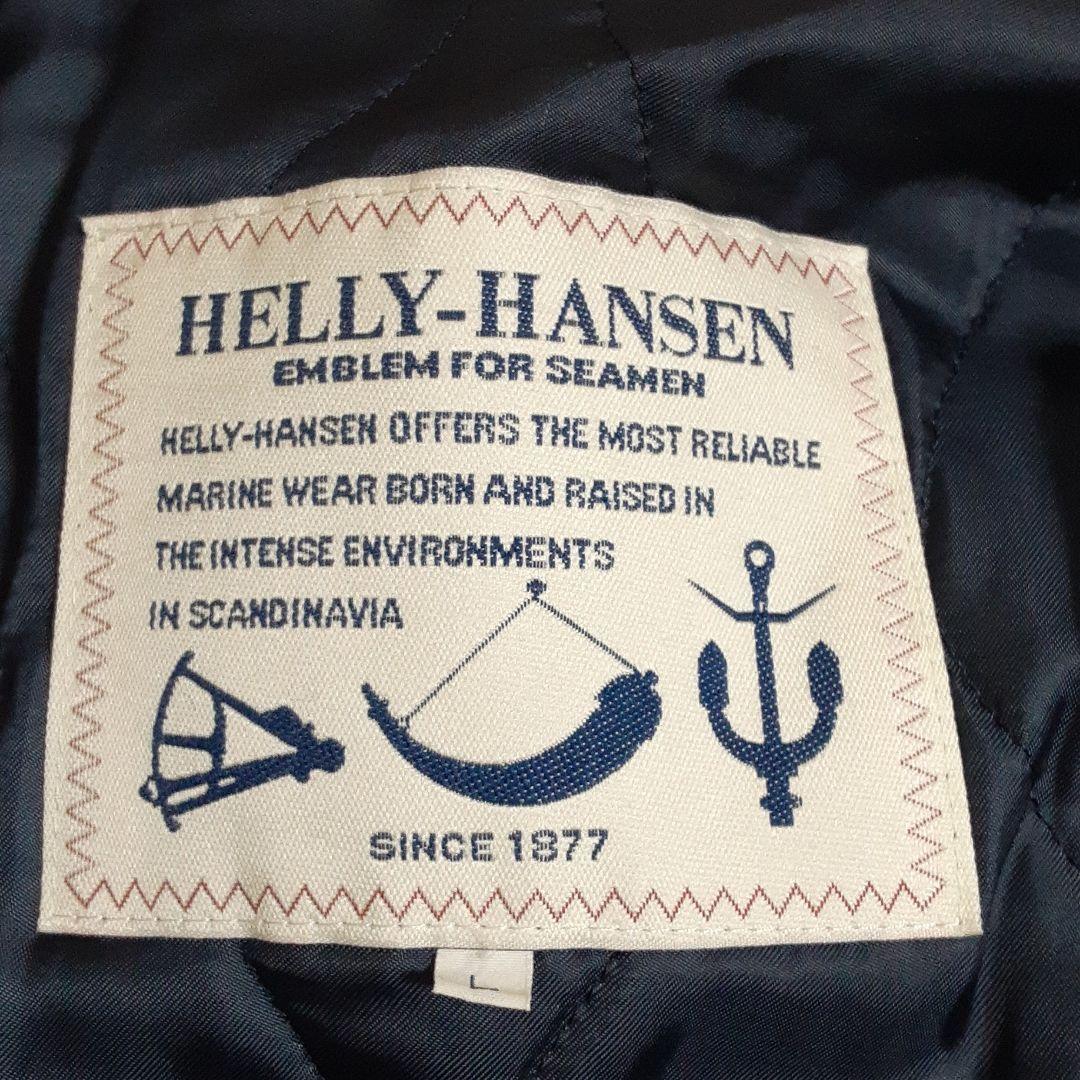 HELLY-HANSEN
EMBLEM FOR SEAMEN
HELLY-HANSEN OFFERS THE MOST RELIABLE
MARINE WEAR BORN AND RAISED IN
THE INTENSE ENVIRONMENTS
IN SCANDINAVIA
SINCE 1877
L